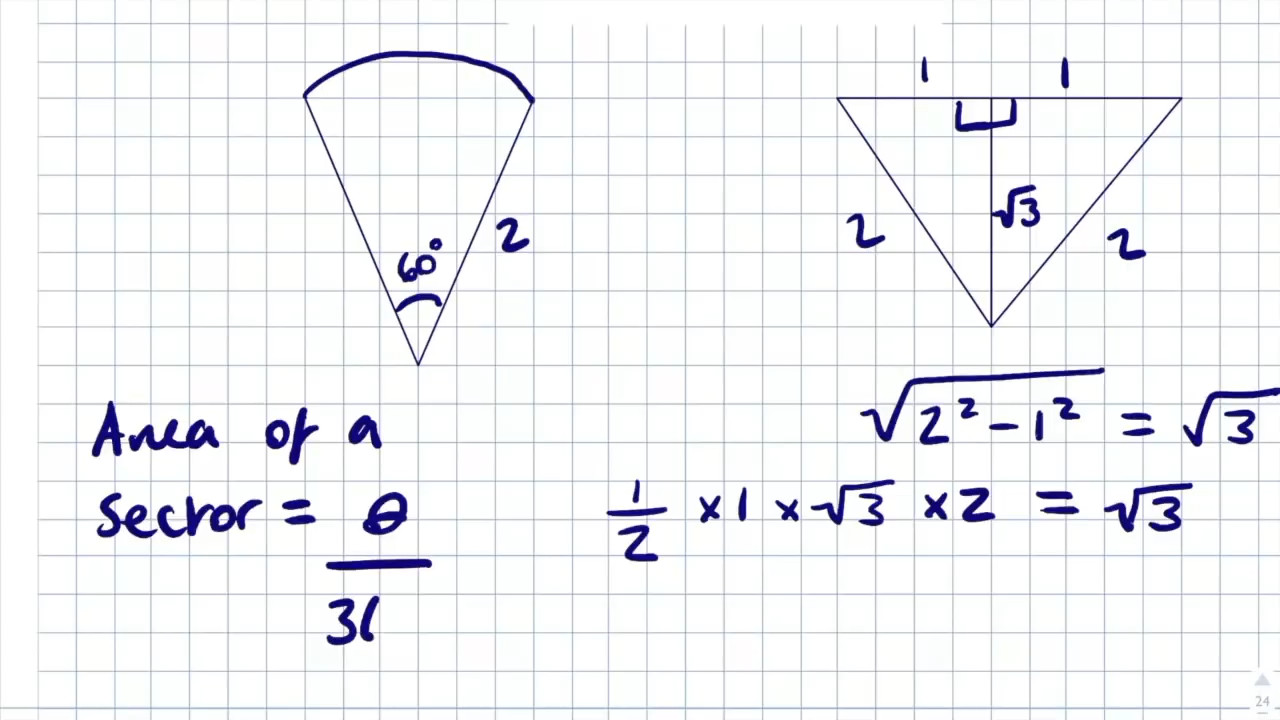 60°
2
1 1
2
√3
2
Area of a
sector = θ
36
√2² - 1² = √3
1/2 × 1 × √3 × 2 = √3
24